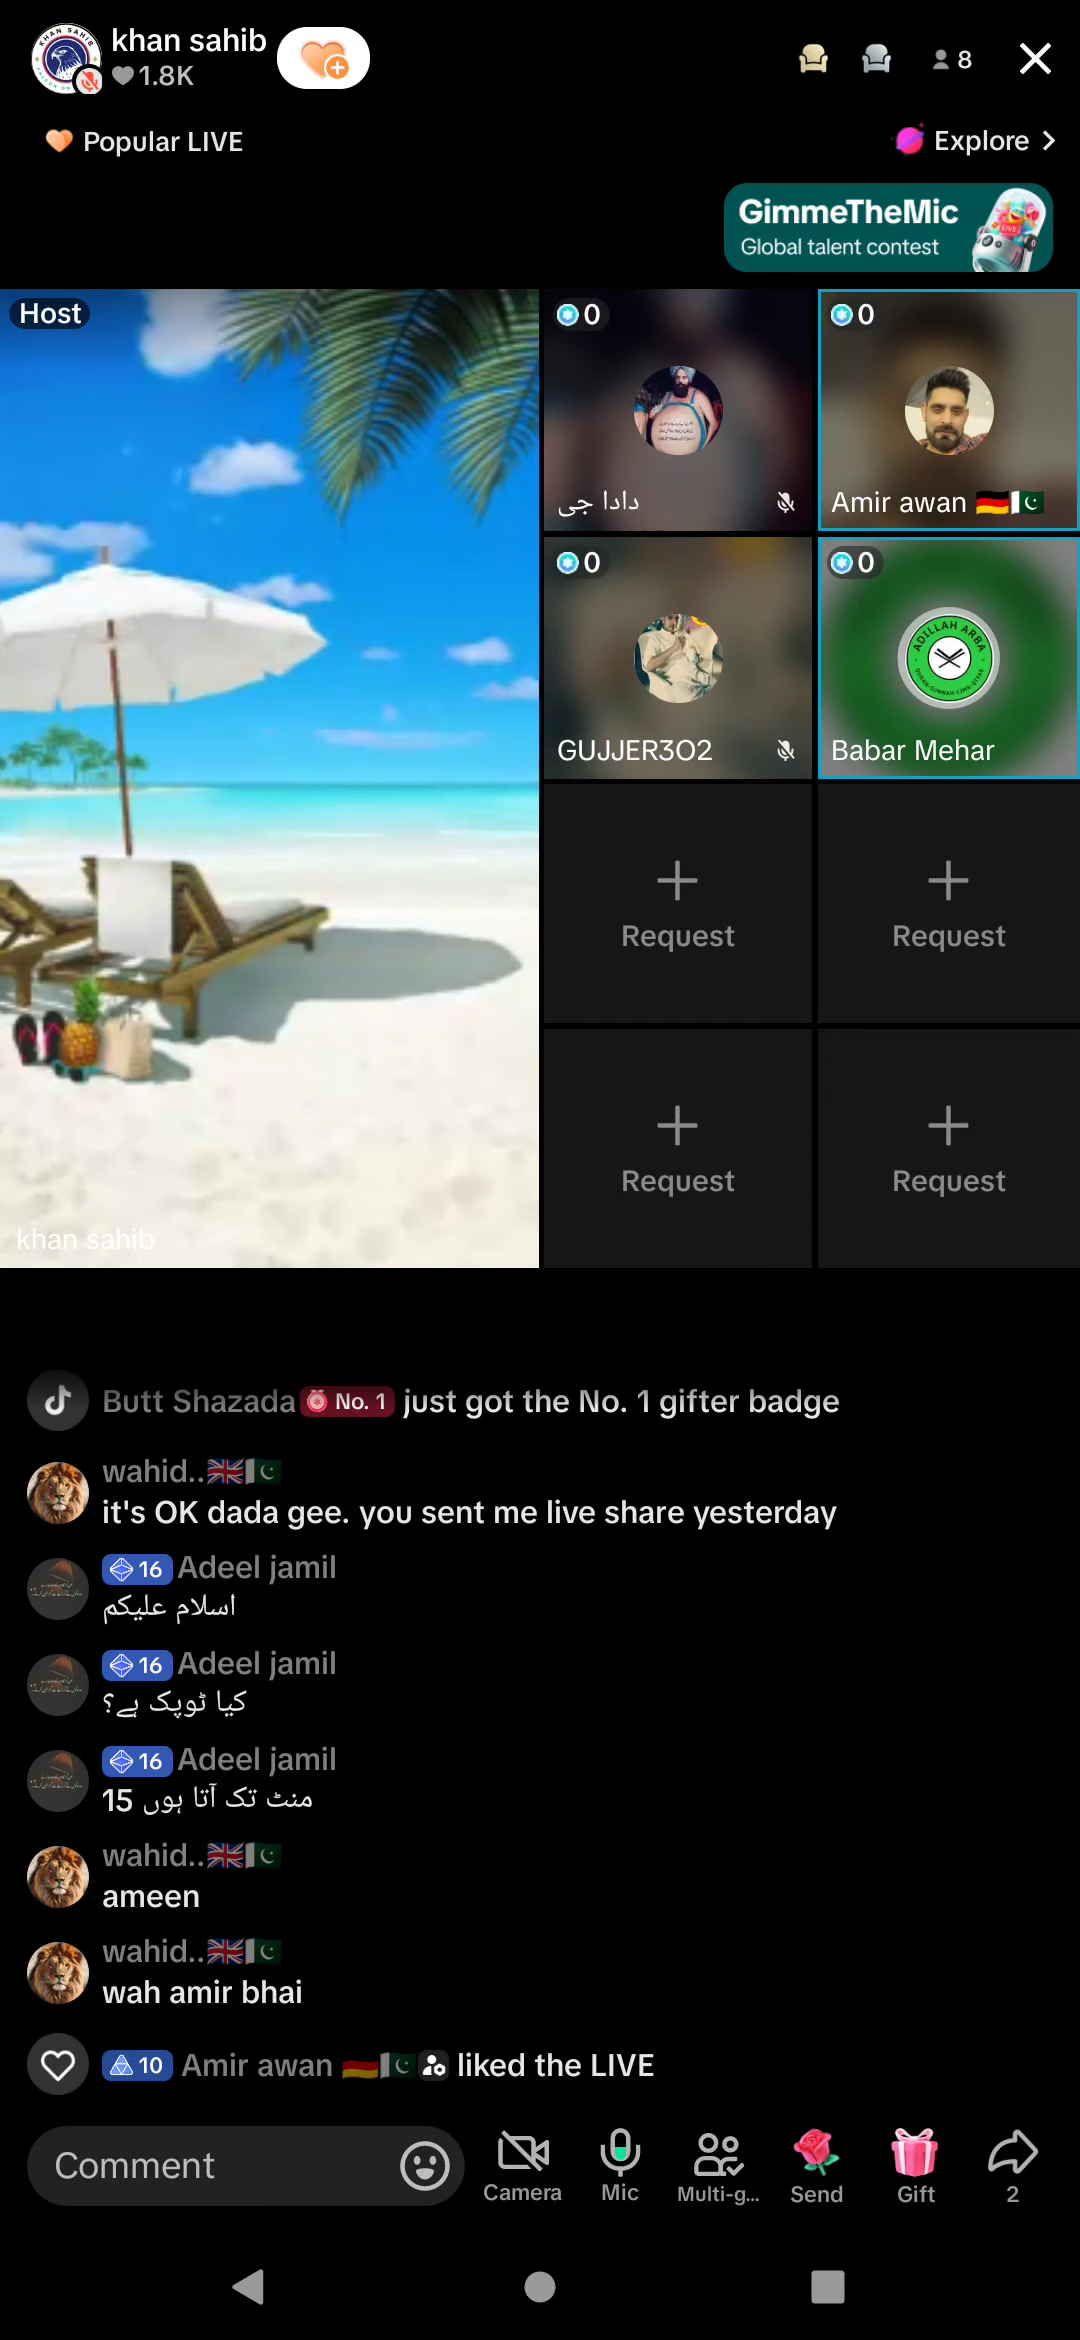 khan sahib
1.8K
8
Popular LIVE
Explore
GimmeTheMic
Global talent contest
Host
0
0
دادا جی
Amir awan 🇩🇪🇵🇰
0
0
ADILLAH ARBA
GUJJER3O2
Babar Mehar
Request
Request
Request
Request
khan sahib
Butt Shazada No. 1 just got the No. 1 gifter badge
wahid..🇬🇧🇵🇰
it's OK dada gee. you sent me live share yesterday
16 Adeel jamil
اسلام علیکم
16 Adeel jamil
کیا ٹوپک ہے؟
16 Adeel jamil
15 منٹ تک آتا ہوں
wahid..🇬🇧🇵🇰
ameen
wahid..🇬🇧🇵🇰
wah amir bhai
10 Amir awan 🇩🇪🇵🇰 liked the LIVE
Comment
Camera
Mic
Multi-g...
Send
Gift
2